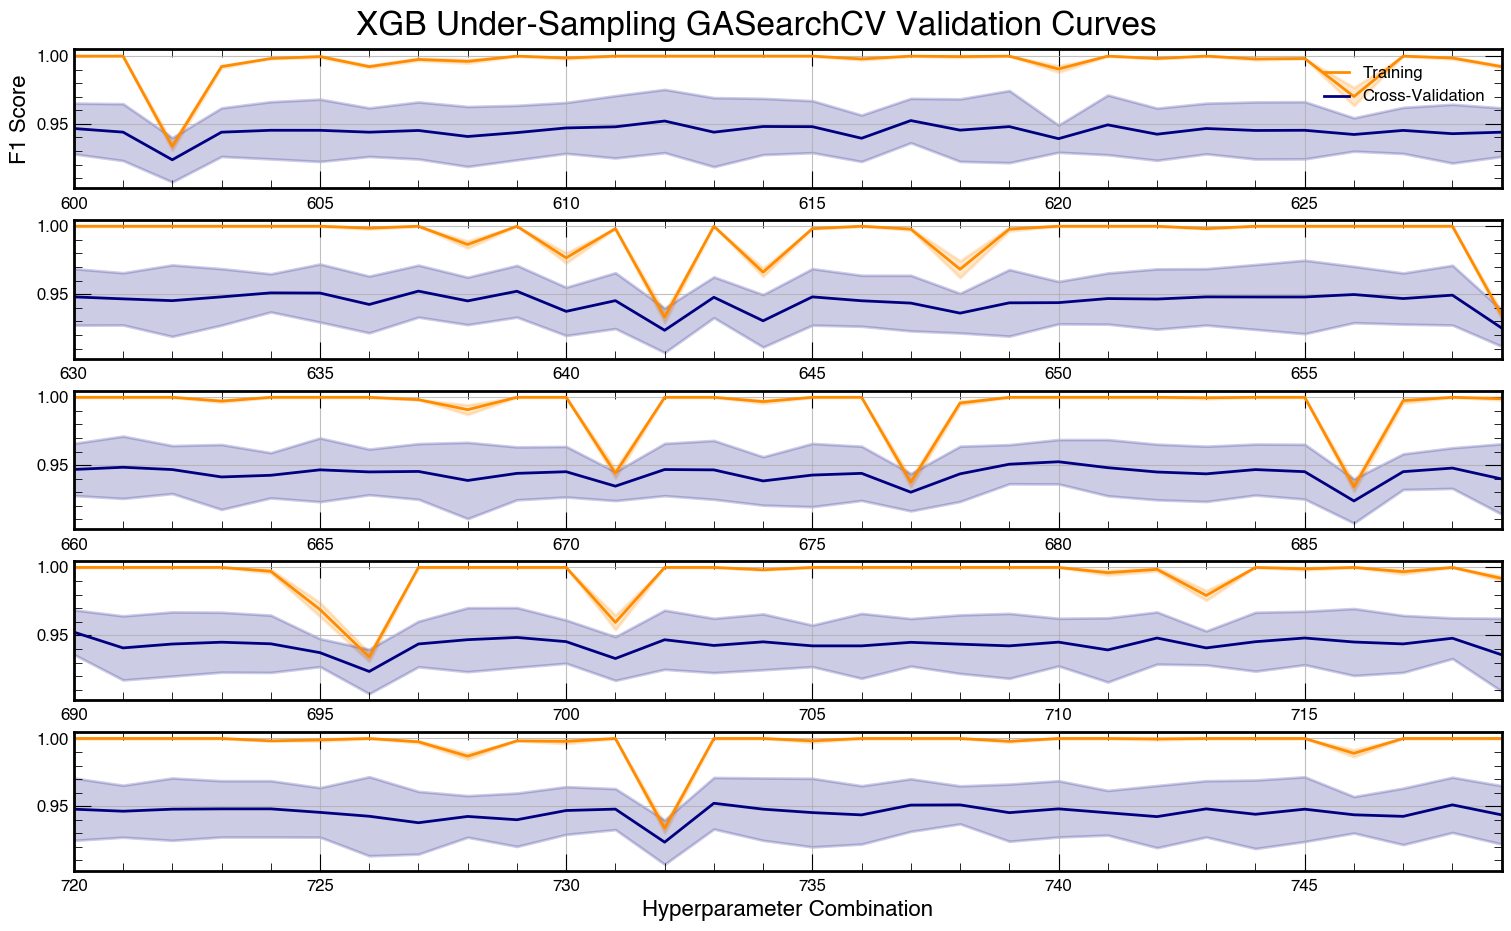 XGB Under-Sampling GASearchCV Validation Curves
F1 Score
1.00
0.95
Training
Cross-Validation
600 605 610 615 620 625
1.00
0.95
630 635 640 645 650 655
1.00
0.95
660 665 670 675 680 685
1.00
0.95
690 695 700 705 710 715
1.00
0.95
720 725 730 735 740 745
Hyperparameter Combination